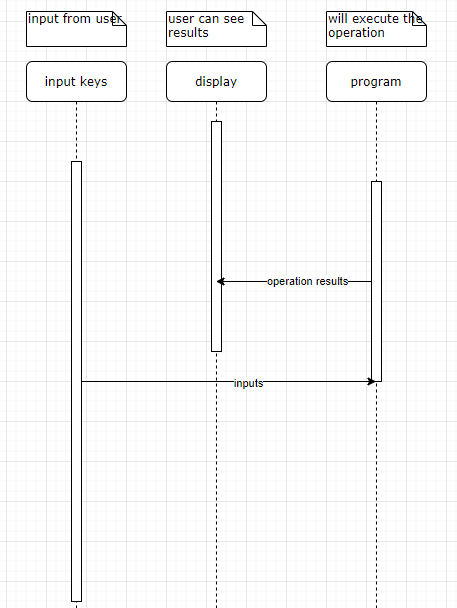 input from user
user can see
results
will execute the
operation
input keys
display
program
operation results
inputs